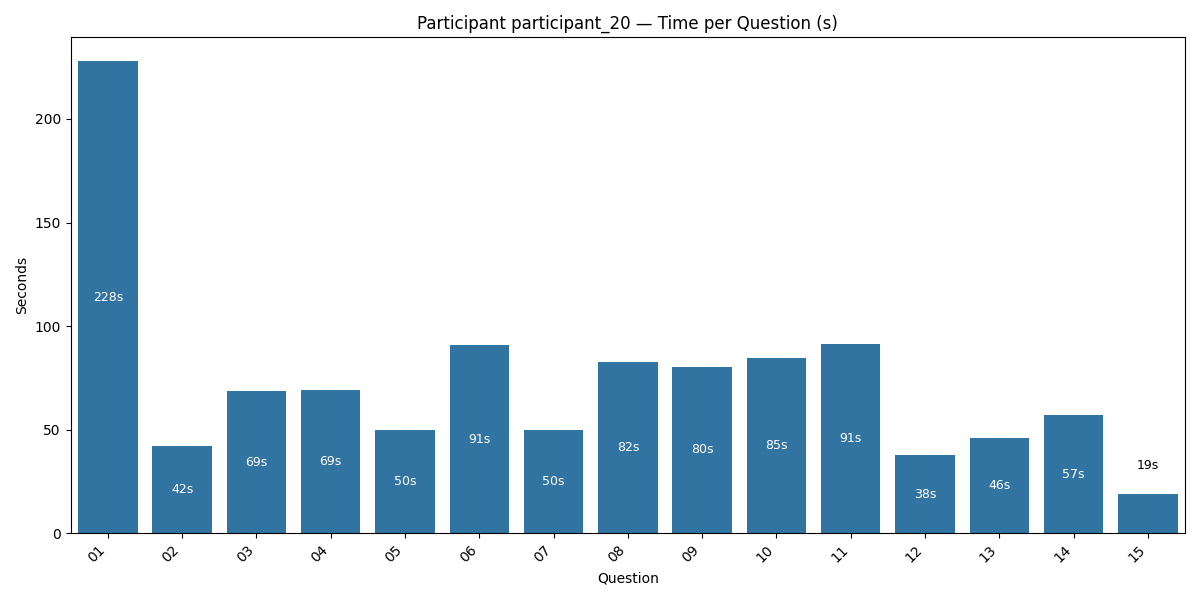 Participant participant_20 — Time per Question (s)
Seconds
200
150
100
50
0
228s
42s
69s
69s
50s
91s
50s
82s
80s
85s
91s
38s
46s
57s
19s
01
02
03
04
05
06
07
08
09
10
11
12
13
14
15
Question